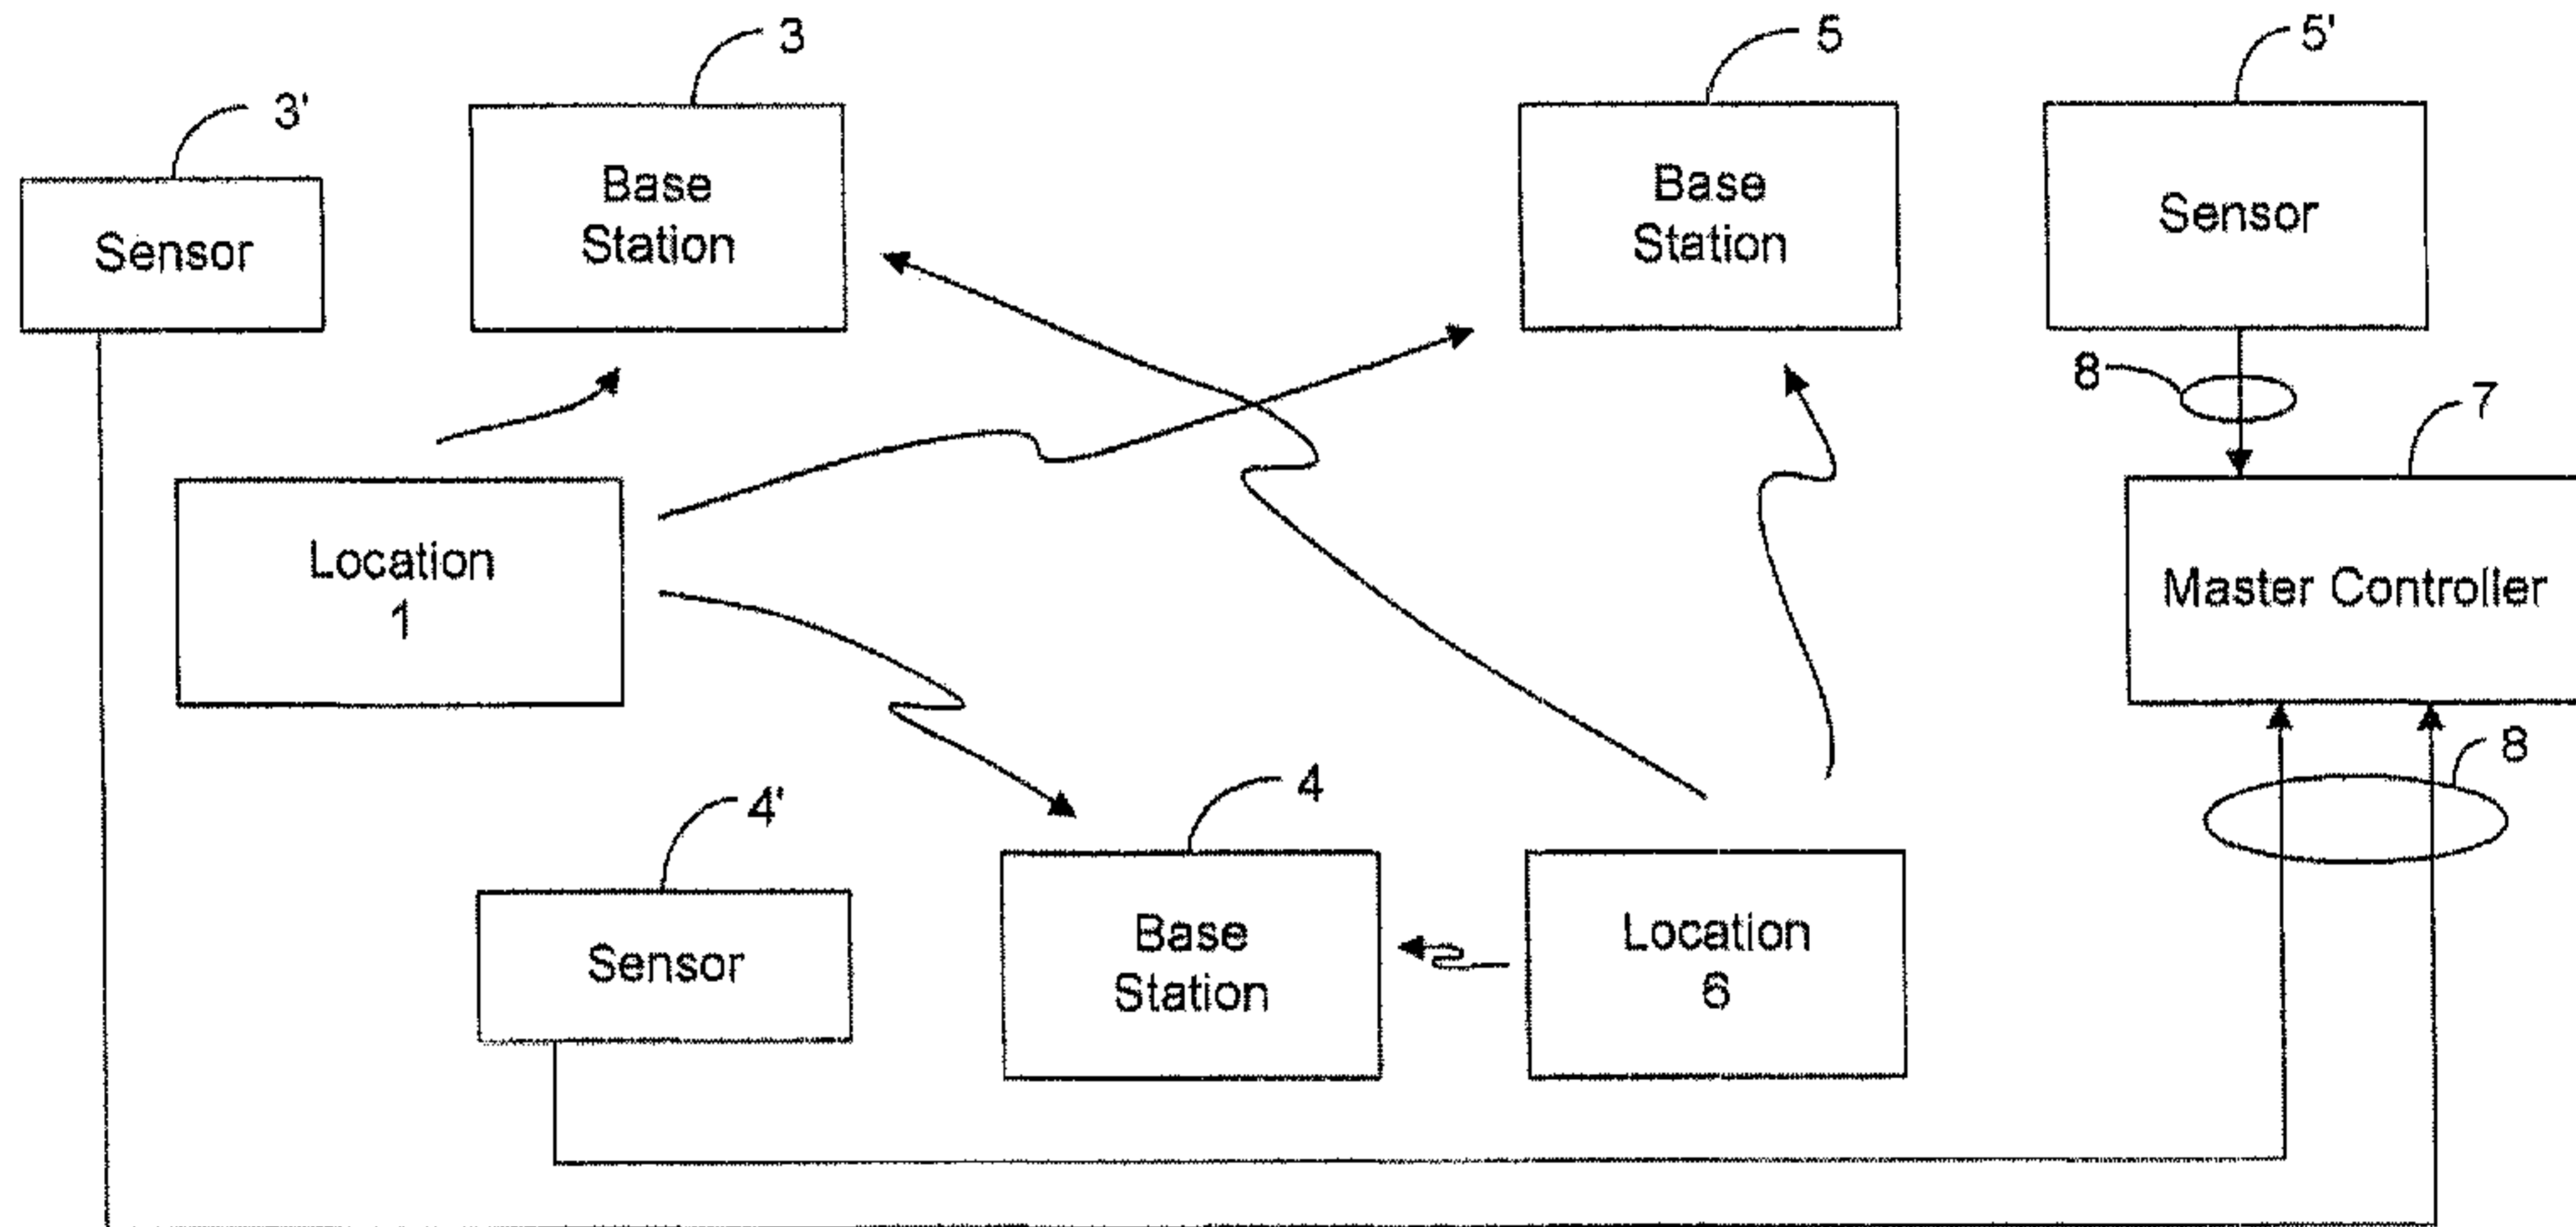 3
5
5'
3'
Base
Station
Base
Station
Sensor
Sensor
8
7
Location
1
Master Controller
8
4'
4
Sensor
Base
Station
Location
6